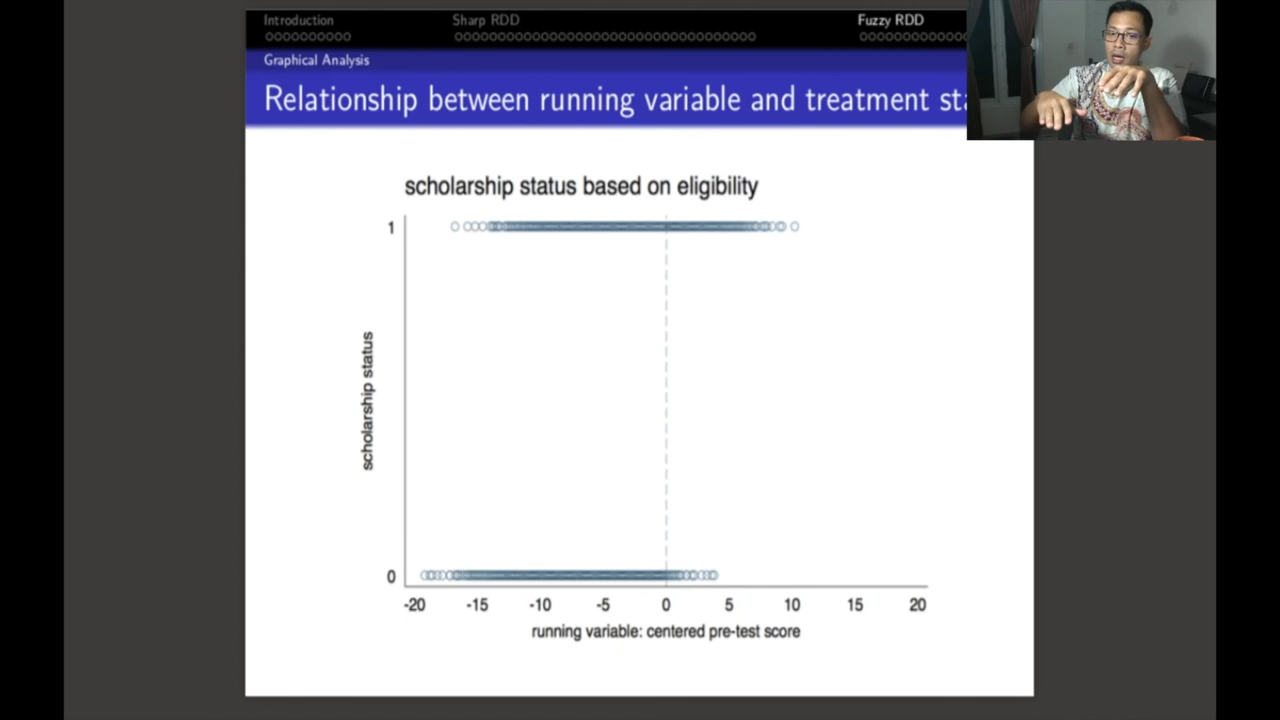 Introduction
Sharp RDD
Fuzzy RDD
Graphical Analysis
Relationship between running variable and treatment
scholarship status based on eligibility
1
scholarship status
0
-20 -15 -10 -5 0 5 10 15 20
running variable: centered pre-test score